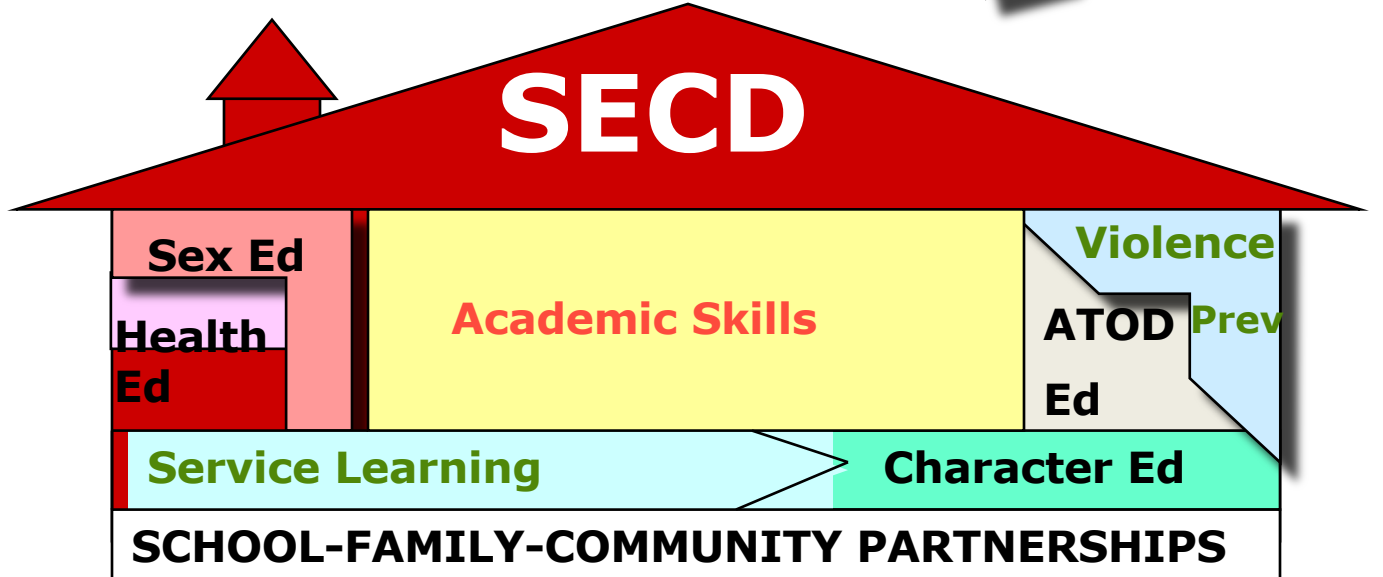 SECD
Sex Ed
Health
Ed
Academic Skills
Violence
Prev
ATOD
Ed
Service Learning
Character Ed
SCHOOL-FAMILY-COMMUNITY PARTNERSHIPS